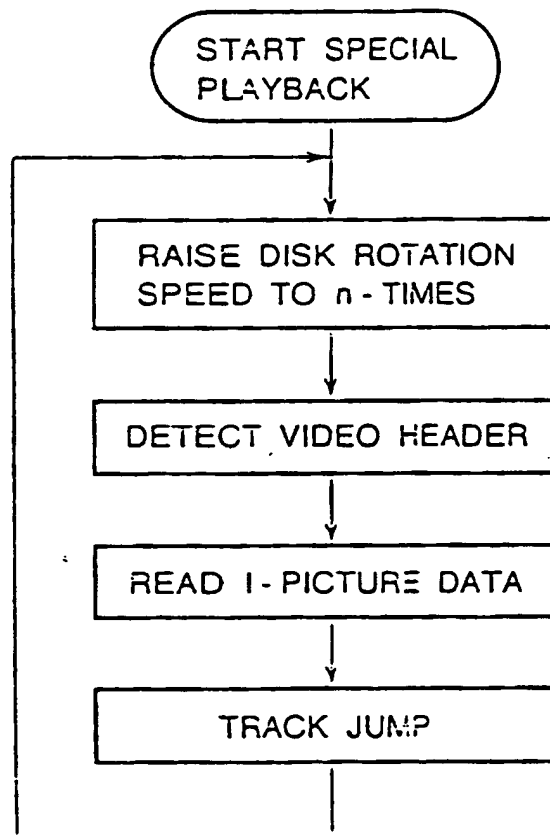 START SPECIAL
PLAYBACK
RAISE DISK ROTATION
SPEED TO n-TIMES
DETECT VIDEO HEADER
READ I-PICTURE DATA
TRACK JUMP